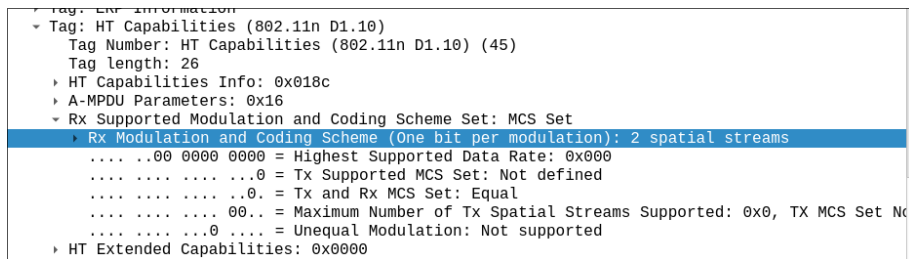 Tag: ERP Information
Tag: HT Capabilities (802.11n D1.10)
Tag Number: HT Capabilities (802.11n D1.10) (45)
Tag length: 26
HT Capabilities Info: 0x018c
A-MPDU Parameters: 0x16
Rx Supported Modulation and Coding Scheme Set: MCS Set
Rx Modulation and Coding Scheme (One bit per modulation): 2 spatial streams
.... ..00 0000 0000 = Highest Supported Data Rate: 0x000
.... .... .... ...0 = Tx Supported MCS Set: Not defined
.... .... .... ..0. = Tx and Rx MCS Set: Equal
.... .... .... 00.. = Maximum Number of Tx Spatial Streams Supported: 0x0, TX MCS Set
.... .... ...0 .... = Unequal Modulation: Not supported
HT Extended Capabilities: 0x0000